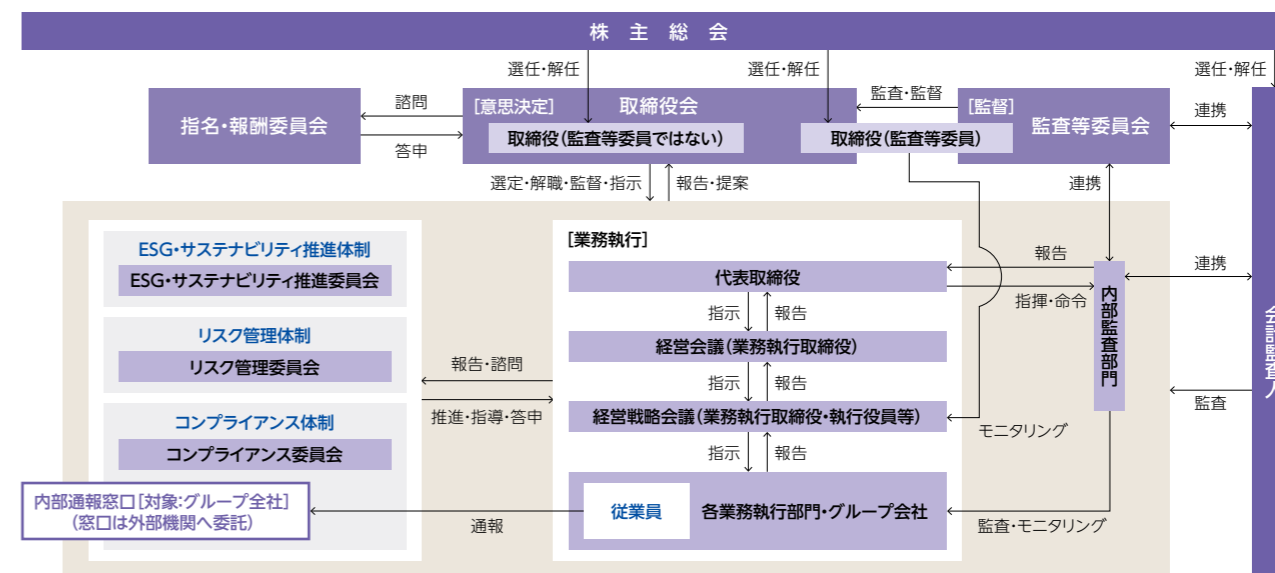 株主総会
選任・解任
選任・解任
選任・解任
指名・報酬委員会
諮問
答申
[意思決定]
取締役会
取締役(監査等委員ではない)
取締役(監査等委員)
監査・監督
[監督]
監査等委員会
連携
選定・解職・監督・指示
報告・提案
連携
ESG・サステナビリティ推進体制
ESG・サステナビリティ推進委員会
リスク管理体制
リスク管理委員会
コンプライアンス体制
コンプライアンス委員会
内部通報窓口[対象:グループ全社]
(窓口は外部機関へ委託)
報告・諮問
推進・指導・答申
通報
[業務執行]
代表取締役
指示
報告
経営会議(業務執行取締役)
指示
報告
経営戦略会議(業務執行取締役・執行役員等)
指示
報告
従業員
各業務執行部門・グループ会社
報告
指揮・命令
内部監査部門
モニタリング
監査・モニタリング
連携
監査
会計監査人